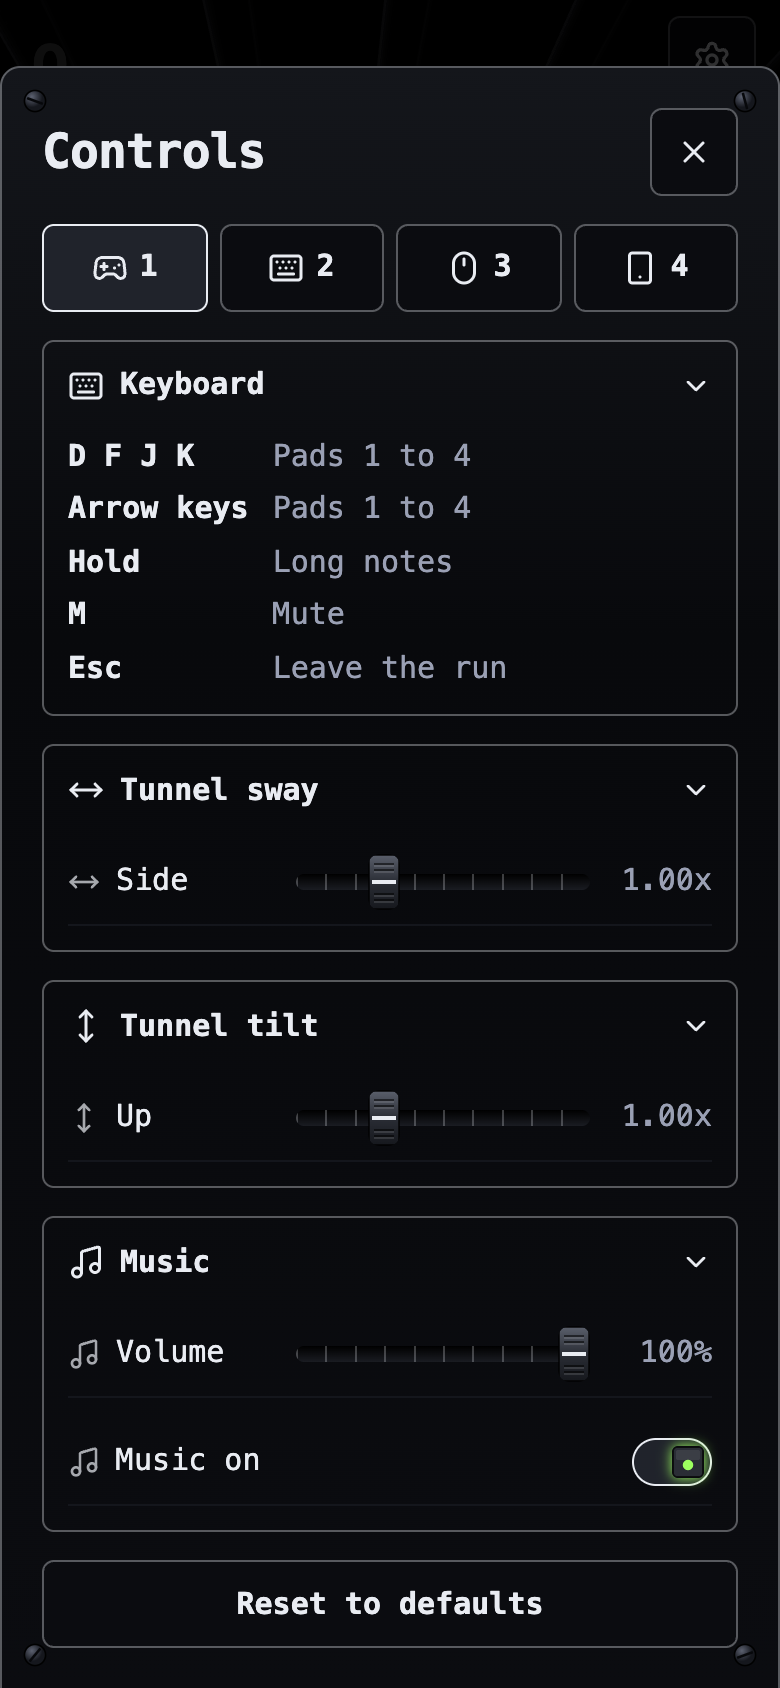 0
Controls
1 2 3 4
Keyboard
D F J K Pads 1 to 4
Arrow keys Pads 1 to 4
Hold Long notes
M Mute
Esc Leave the run
Tunnel sway
Side 1.00x
Tunnel tilt
Up 1.00x
Music
Volume 100%
Music on
Reset to defaults